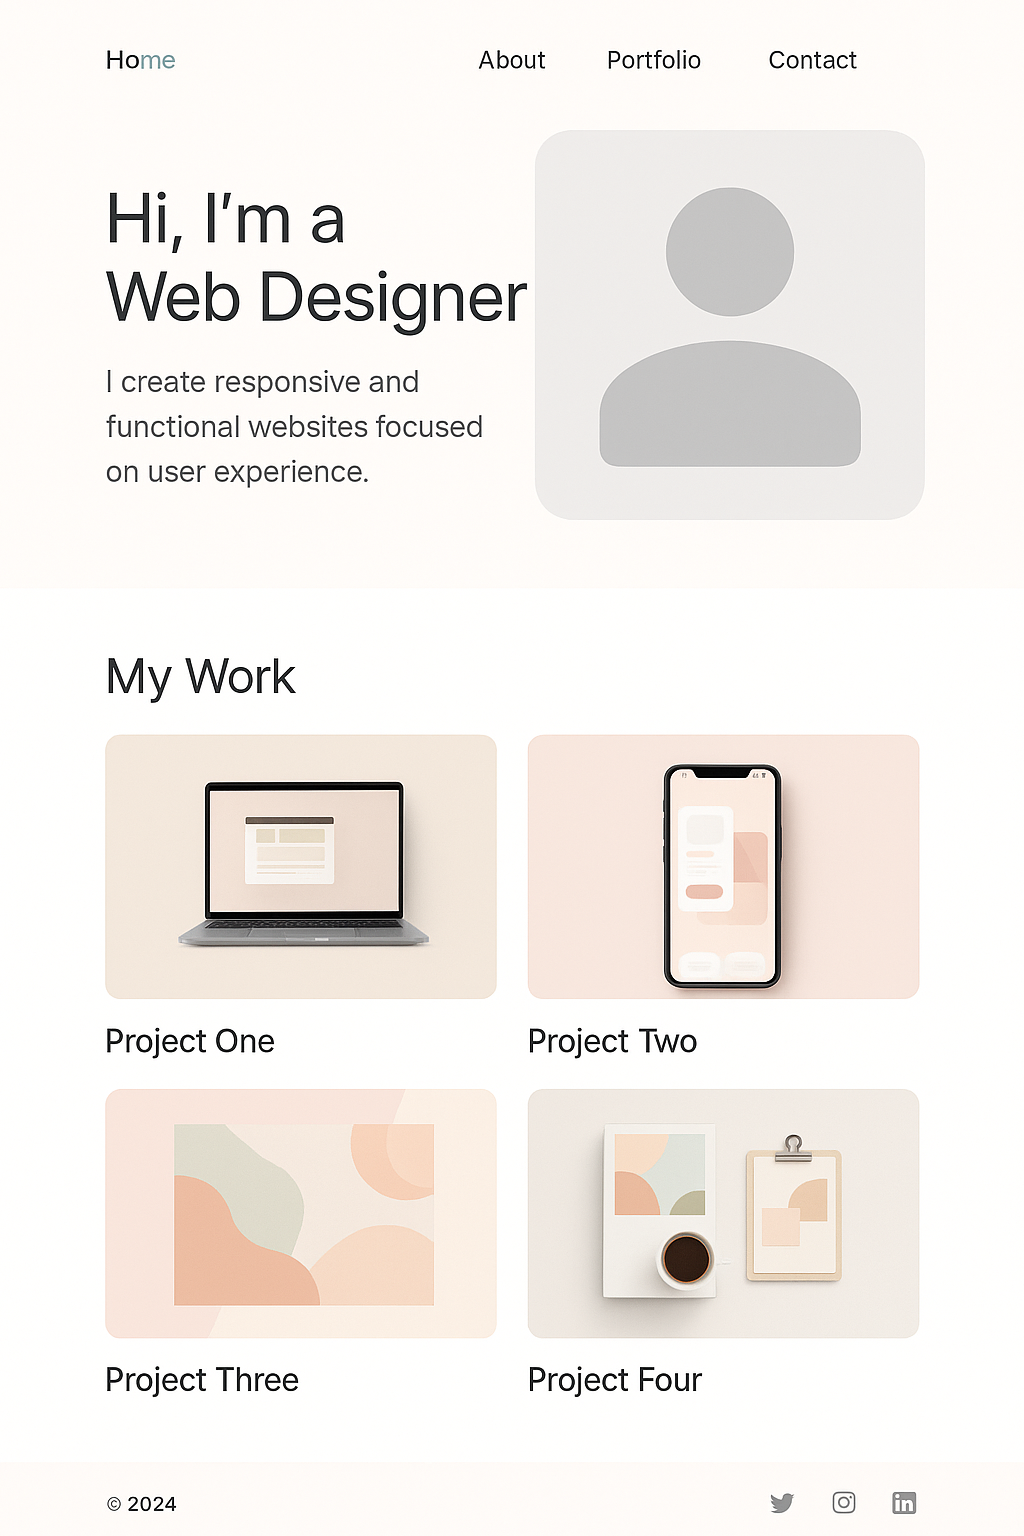 Home About Portfolio Contact
Hi, I’m a
Web Designer
I create responsive and
functional websites focused
on user experience.
My Work
Project One Project Two
Project Three Project Four
© 2024